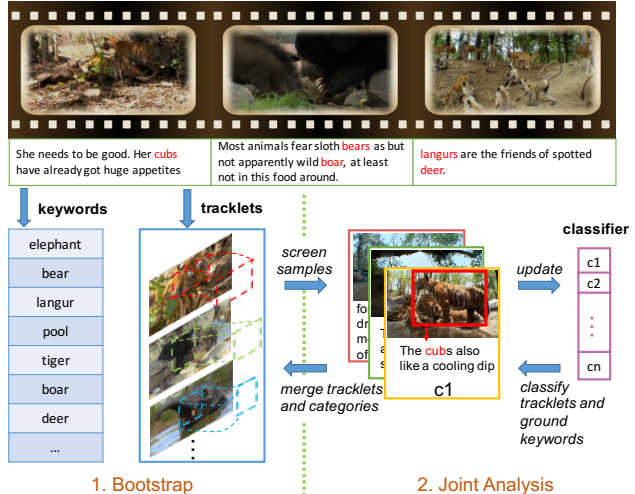 She needs to be good. Her cubs
have already got huge appetites
Most animals fear sloth bears as but
not apparently wild boar, at least
not in this food around.
langurs are the friends of spotted
deer.
keywords
tracklets
elephant
bear
langur
pool
tiger
boar
deer
...
screen
samples
merge tracklets
and categories
fo
dr
m
of
T
a
s
The cubs also
like a cooling dip
c1
update
classify
tracklets and
ground
keywords
classifier
c1
c2
cn
1. Bootstrap
2. Joint Analysis